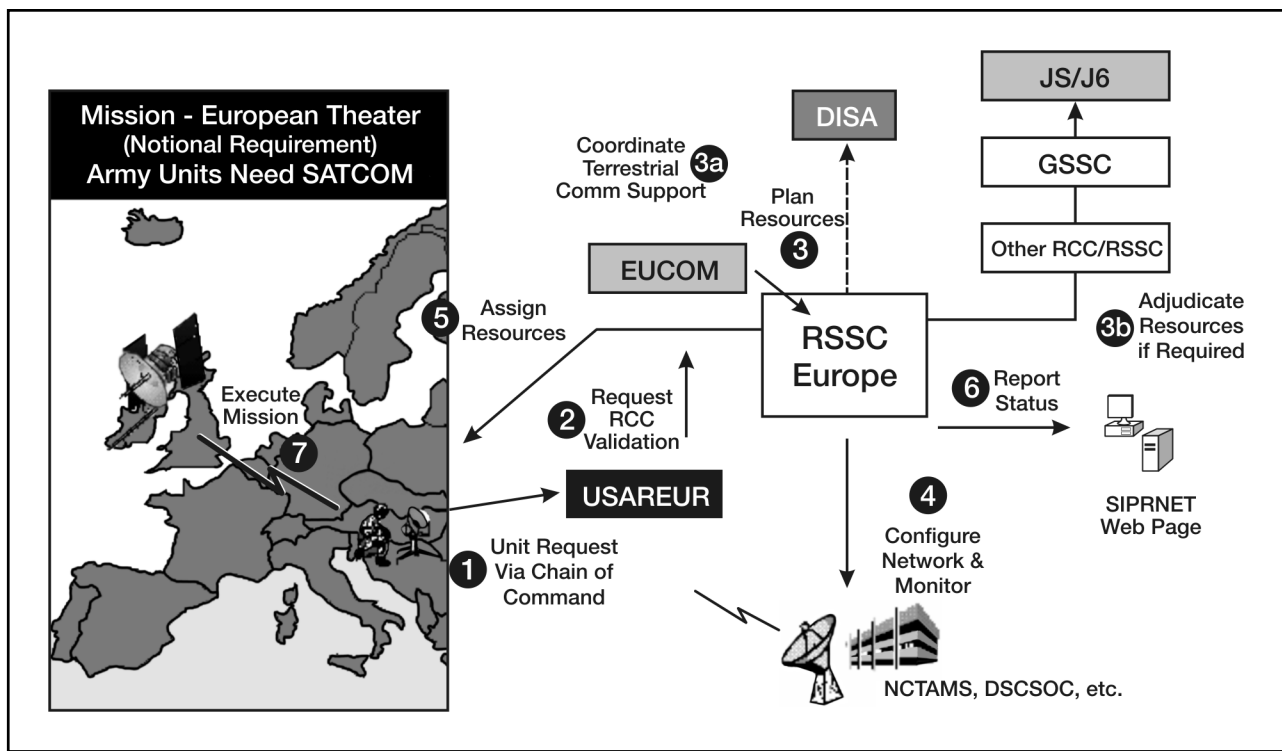 Mission - European Theater
(Notional Requirement)
Army Units Need SATCOM
JS/J6
DISA
GSSC
Coordinate
Terrestrial
Comm Support
3a
Plan
Resources
3
Other RCC/RSSC
EUCOM
5
Assign
Resources
RSSC
Europe
3b
Adjudicate
Resources
if Required
Execute
Mission
7
2
Request
RCC
Validation
6
Report
Status
USAREUR
4
Configure
Network &
Monitor
SIPRNET
Web Page
1
Unit Request
Via Chain of
Command
NCTAMS, DSCSOC, etc.